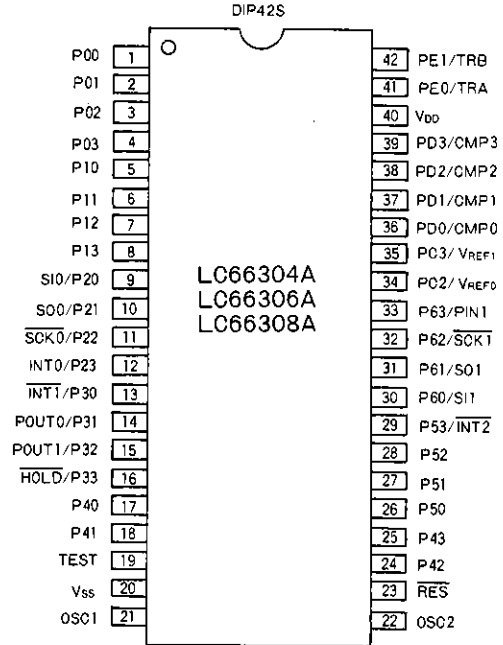 DIP42S
P00 1
P01 2
P02 3
P03 4
P10 5
P11 6
P12 7
P13 8
SI0/P20 9
SO0/P21 10
SCK0/P22 11
INT0/P23 12
INT1/P30 13
POUT0/P31 14
POUT1/P32 15
HOLD/P33 16
P40 17
P41 18
TEST 19
Vss 20
OSC1 21
LC66304A
LC66306A
LC66308A
42 PE1/TRB
41 PE0/TRA
40 VDD
39 PD3/CMP3
38 PD2/CMP2
37 PD1/CMP1
36 PD0/CMP0
35 PC3/VREF1
34 PC2/VREF0
33 P63/PIN1
32 P62/SCK1
31 P61/SO1
30 P60/SI1
29 P53/INT2
28 P52
27 P51
26 P50
25 P43
24 P42
23 RES
22 OSC2